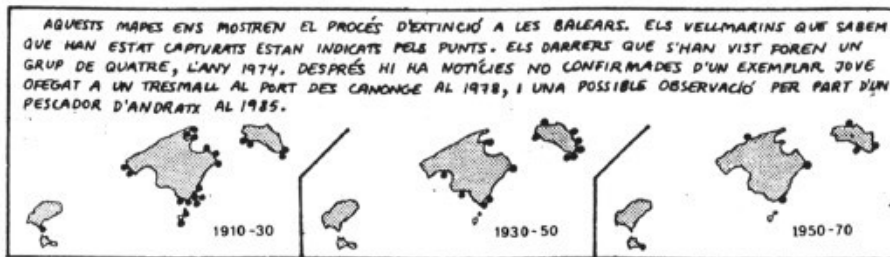 AQUESTS MAPES ENS MOSTREN EL PROCÉS D'EXTINCIÓ A LES BALEARS. ELS VELLMARINS QUE SABEM
QUE HAN ESTAT CAPTURATS ESTAN INDICATS PELS PUNTS. ELS DARRERS QUE S'HAN VIST FOREN UN
GRUP DE QUATRE, L'ANY 1974. DESPRÉS HI HA NOTÍCIES NO CONFIRMADES D'UN EXEMPLAR JOVE
OFEGAT A UN TRESMALL AL PORT DES CANONGE AL 1978, I UNA POSSIBLE OBSERVACIÓ PER PART D'UN
PESCADOR D'ANDRATX AL 1985.
1910-30
1930-50
1950-70